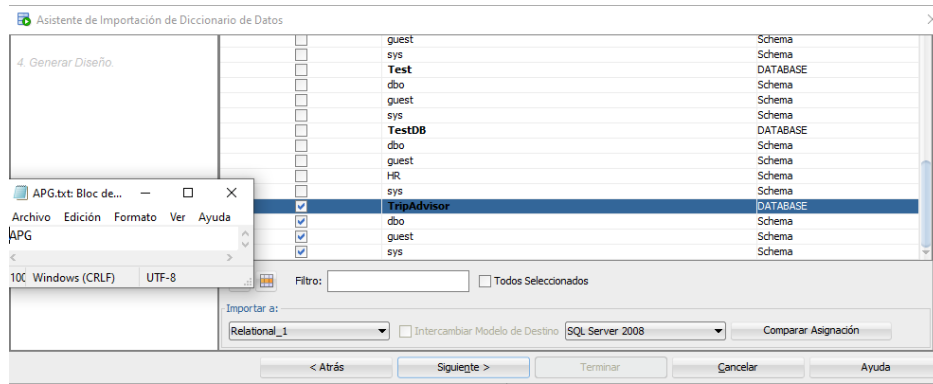 Asistente de Importación de Diccionario de Datos
4. Generar Diseño.
guest Schema
sys Schema
Test DATABASE
dbo Schema
guest Schema
sys Schema
TestDB DATABASE
dbo Schema
guest Schema
HR Schema
sys Schema
TripAdvisor DATABASE
dbo Schema
guest Schema
sys Schema
APG.txt: Bloc de...
Archivo Edición Formato Ver Ayuda
APG
100 Windows (CRLF) UTF-8
Filtro: Todos Seleccionados
Importar a:
Relational_1 Intercambiar Modelo de Destino SQL Server 2008 Comparar Asignación
< Atrás Siguiente > Terminar Cancelar Ayuda